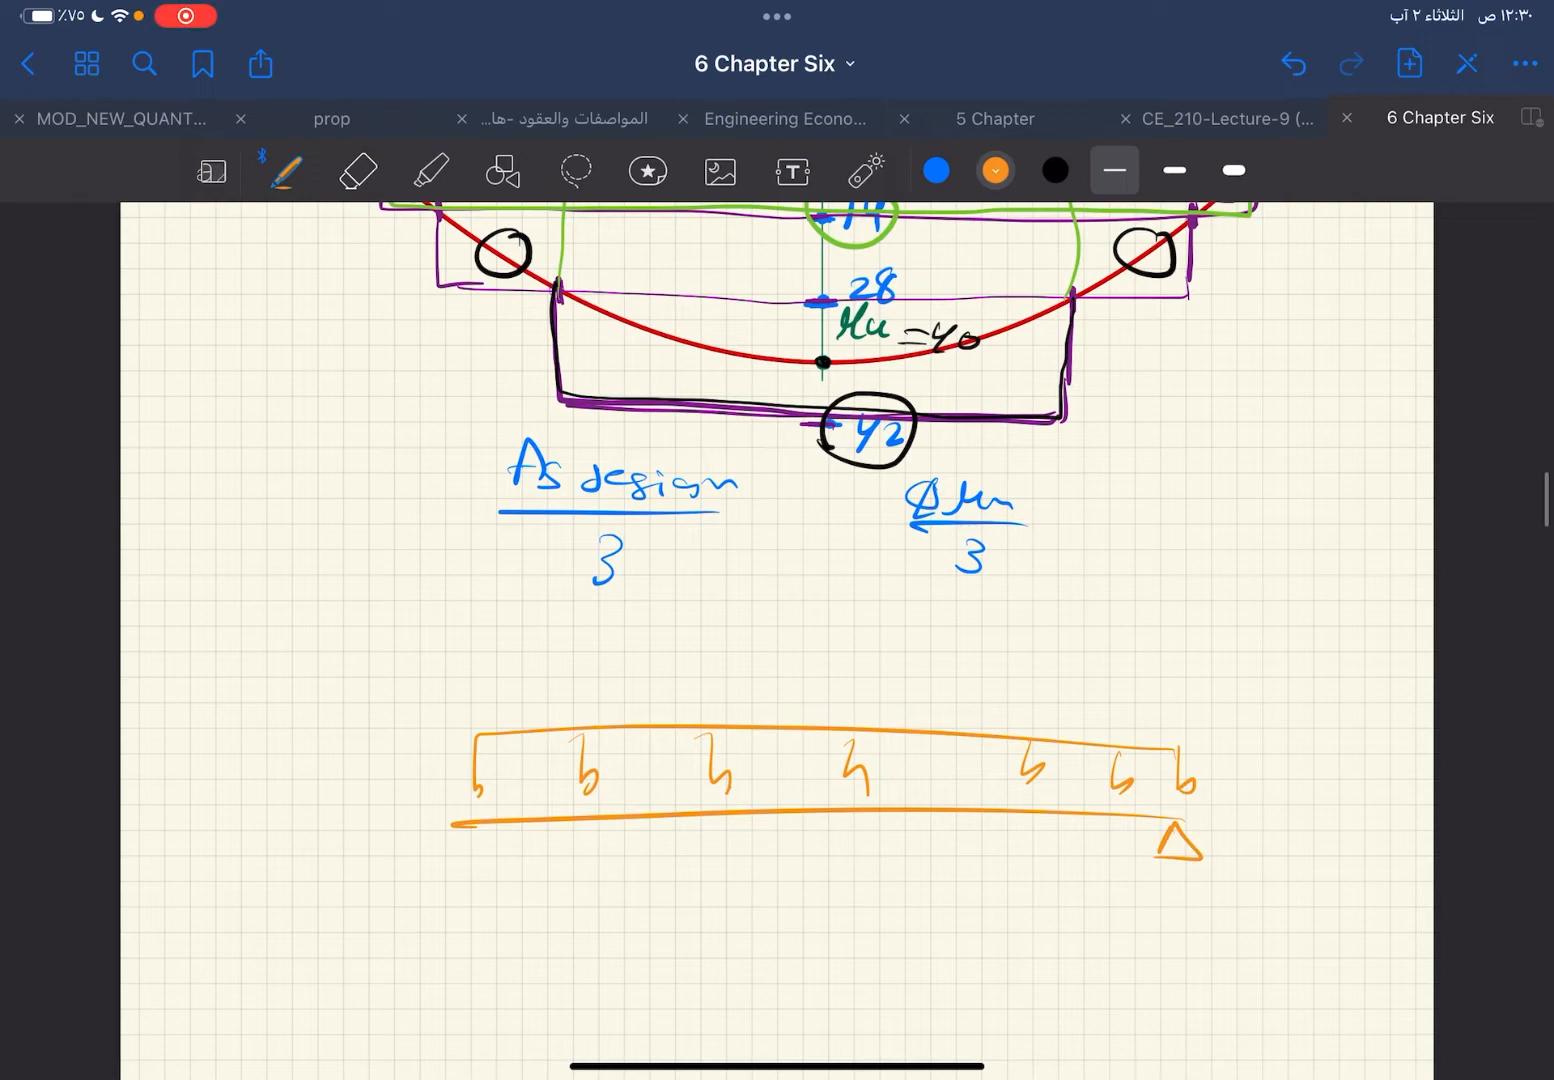 ٪٧٥
١٢:٣٠ ص الثلاثاء ٢ آب
6 Chapter Six
MOD_NEW_QUANT...
prop
المواصفات والعقود -ها...
Engineering Econo...
5 Chapter
CE_210-Lecture-9 (...
6 Chapter Six
T
14
28
Mu =40
42
As design
3
ØMn
3